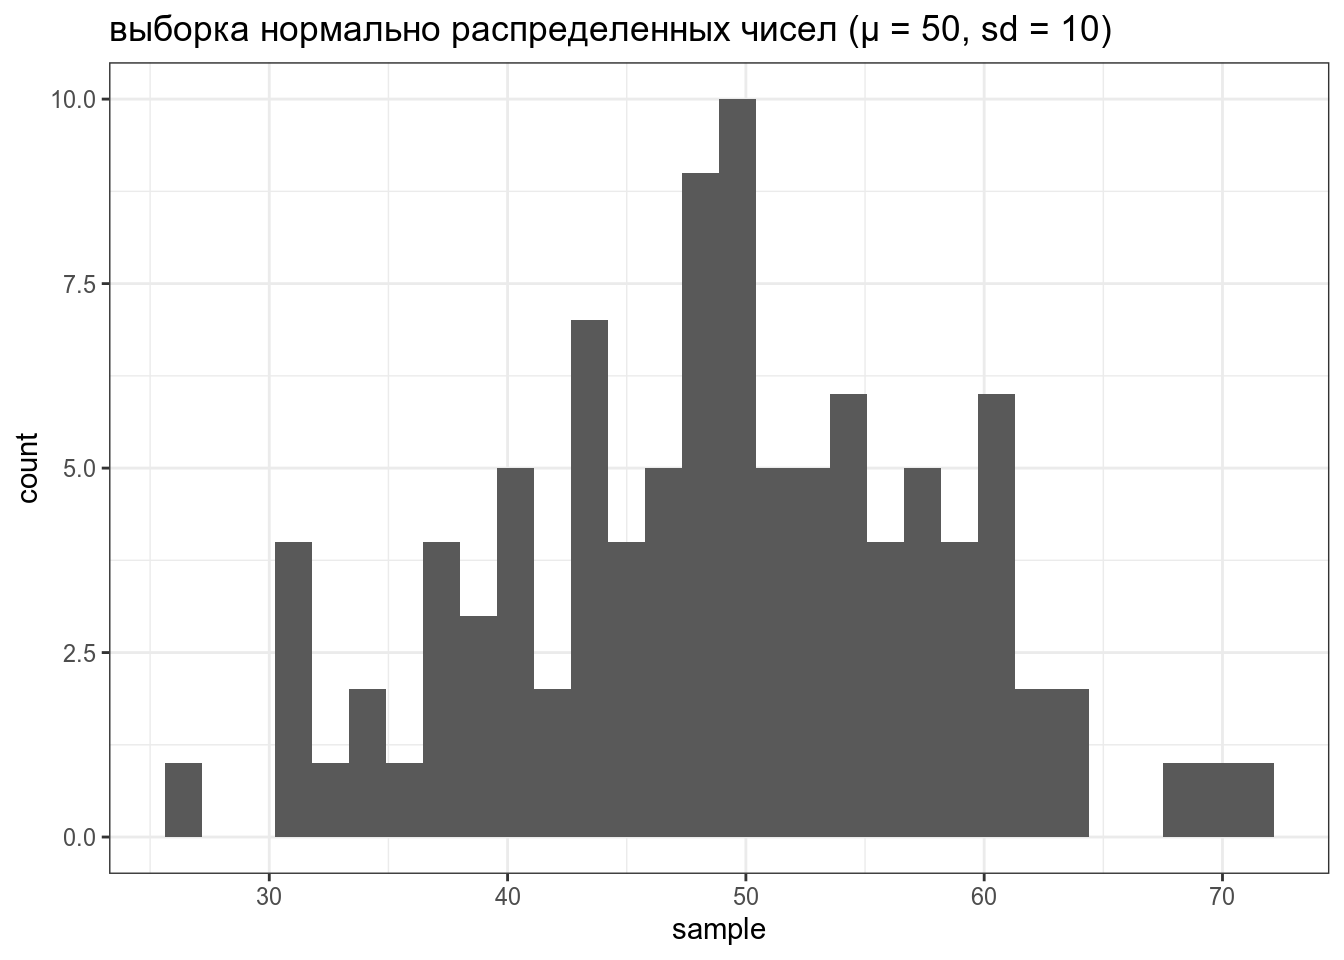 выборка нормально распределенных чисел (μ = 50, sd = 10)
10.0
7.5
5.0
2.5
0.0
count
30 40 50 60 70
sample